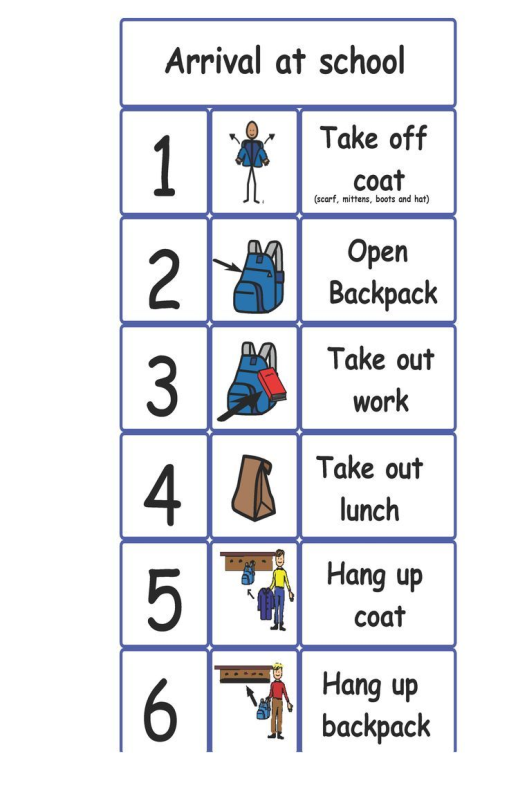 Arrival at school
1
Take off
coat
(scarf, mittens, boots and hat)
2
Open
Backpack
3
Take out
work
4
Take out
lunch
5
Hang up
coat
6
Hang up
backpack